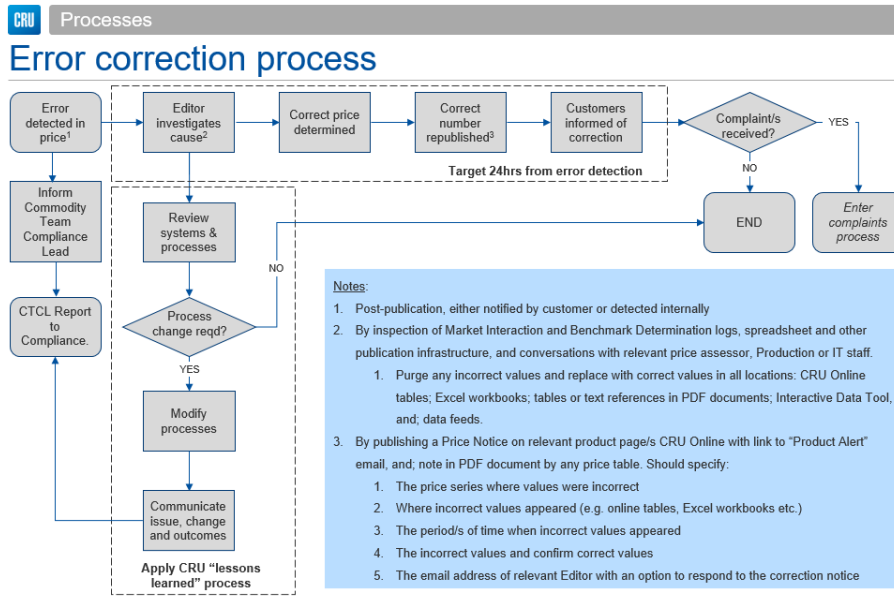 CRU
Processes
Error correction process
Error
detected in
price1
Editor
investigates
cause2
Correct price
determined
Correct
number
republished3
Customers
informed of
correction
Complaint/s
received?
YES
NO
Target 24hrs from error detection
Inform
Commodity
Team
Compliance
Lead
Review
systems &
processes
END
Enter
complaints
process
NO
CTCL Report
to
Compliance.
Process
change reqd?
YES
Modify
processes
Communicate
issue, change
and outcomes
Apply CRU “lessons
learned” process
Notes:
1. Post-publication, either notified by customer or detected internally
2. By inspection of Market Interaction and Benchmark Determination logs, spreadsheet and other
publication infrastructure, and conversations with relevant price assessor, Production or IT staff.
1. Purge any incorrect values and replace with correct values in all locations: CRU Online
tables; Excel workbooks; tables or text references in PDF documents; Interactive Data Tool,
and; data feeds.
3. By publishing a Price Notice on relevant product page/s CRU Online with link to “Product Alert”
email, and; note in PDF document by any price table. Should specify:
1. The price series where values were incorrect
2. Where incorrect values appeared (e.g. online tables, Excel workbooks etc.)
3. The period/s of time when incorrect values appeared
4. The incorrect values and confirm correct values
5. The email address of relevant Editor with an option to respond to the correction notice